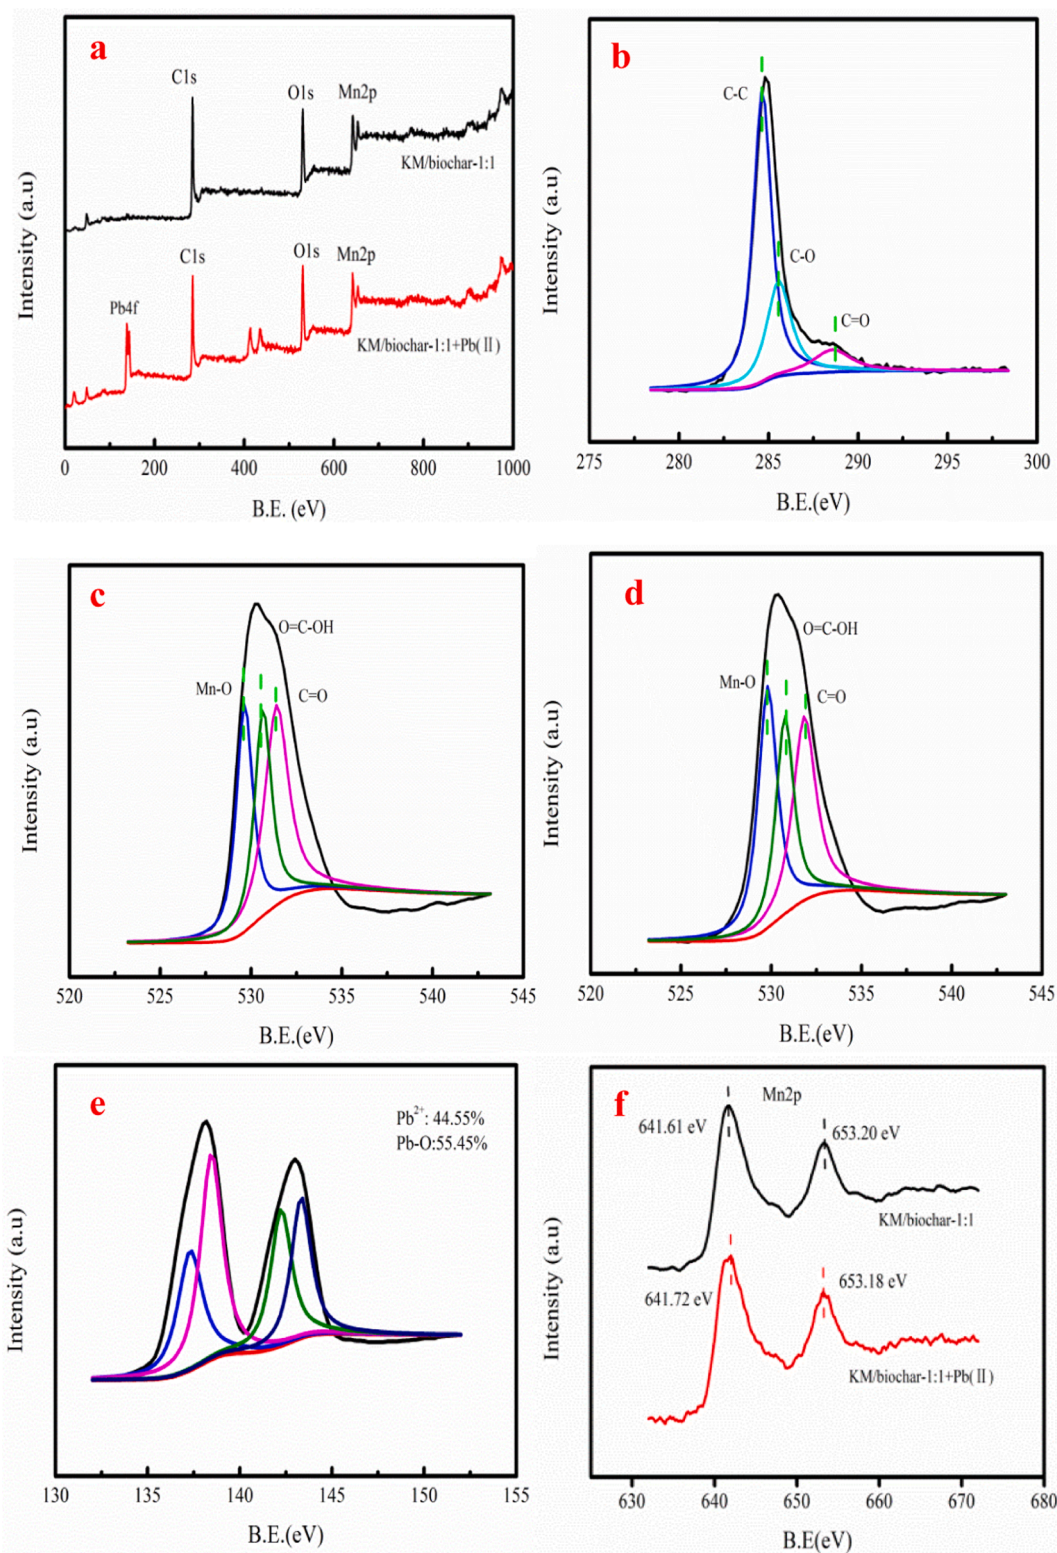 a
C1s
O1s
Mn2p
KM/biochar-1:1
C1s
O1s
Mn2p
Pb4f
KM/biochar-1:1+Pb(Ⅱ)
Intensity (a.u)
0 200 400 600 800 1000
B.E. (eV)
b
C-C
C-O
C=O
Intensity (a.u)
275 280 285 290 295 300
B.E.(eV)
c
O=C-OH
Mn-O
C=O
Intensity (a.u)
520 525 530 535 540 545
B.E.(eV)
d
O=C-OH
Mn-O
C=O
Intensity (a.u)
520 525 530 535 540 545
B.E.(eV)
e
Pb2+: 44.55%
Pb-O:55.45%
Intensity (a.u)
130 135 140 145 150 155
B.E.(eV)
f
Mn2p
641.61 eV
653.20 eV
KM/biochar-1:1
641.72 eV
653.18 eV
KM/biochar-1:1+Pb(Ⅱ)
Intensity (a.u)
630 640 650 660 670 680
B.E(eV)